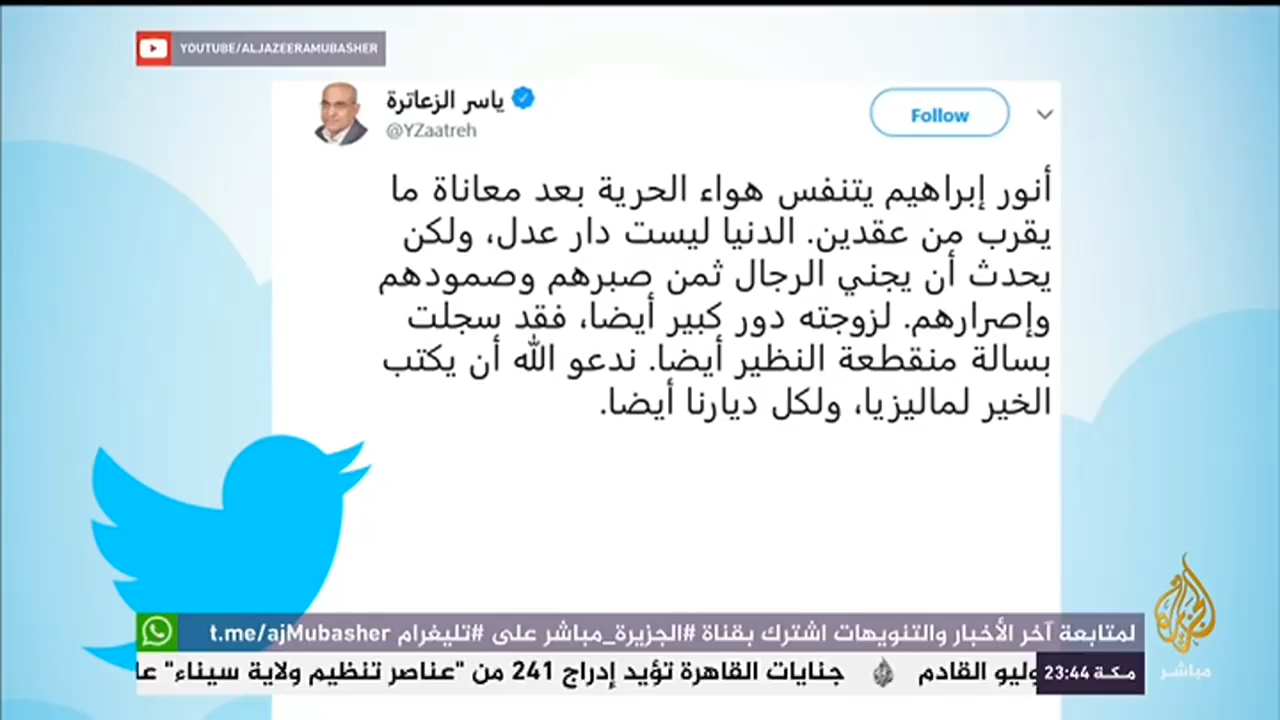 YOUTUBE/ALJAZEERAMUBASHER
ياسر الزعاترة
@YZaatreh
Follow
أنور إبراهيم يتنفس هواء الحرية بعد معاناة ما
يقرب من عقدين. الدنيا ليست دار عدل، ولكن
يحدث أن يجني الرجال ثمن صبرهم وصمودهم
وإصرارهم. لزوجته دور كبير أيضا، فقد سجلت
بسالة منقطعة النظير أيضا. ندعو الله أن يكتب
الخير لماليزيا، ولكل ديارنا أيضا.
لمتابعة آخر الأخبار والتنويهات اشترك بقناة #الجزيرة_مباشر على #تليغرام t.me/ajMubasher
مكة 23:44
القادم
جنايات القاهرة تؤيد إدراج 241 من "عناصر تنظيم ولاية سيناء"
الجزيرة
مباشر